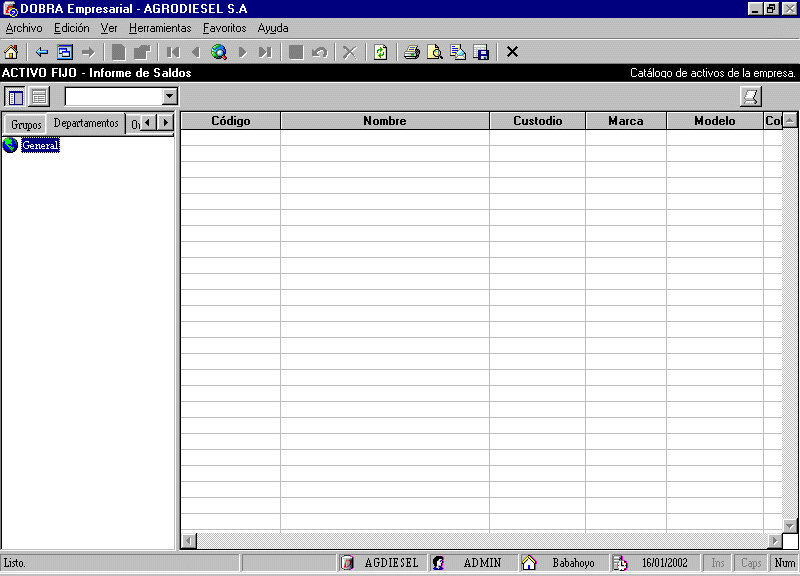 DOBRA Empresarial - AGRODIESEL S.A
Archivo Edición Ver Herramientas Favoritos Ayuda
ACTIVO FIJO - Informe de Saldos Catálogo de activos de la empresa.
Grupos Departamentos
Código Nombre Custodio Marca Modelo Col
General
Listo. AGDIESEL ADMIN Babahoyo 16/01/2002 Ins Caps Num